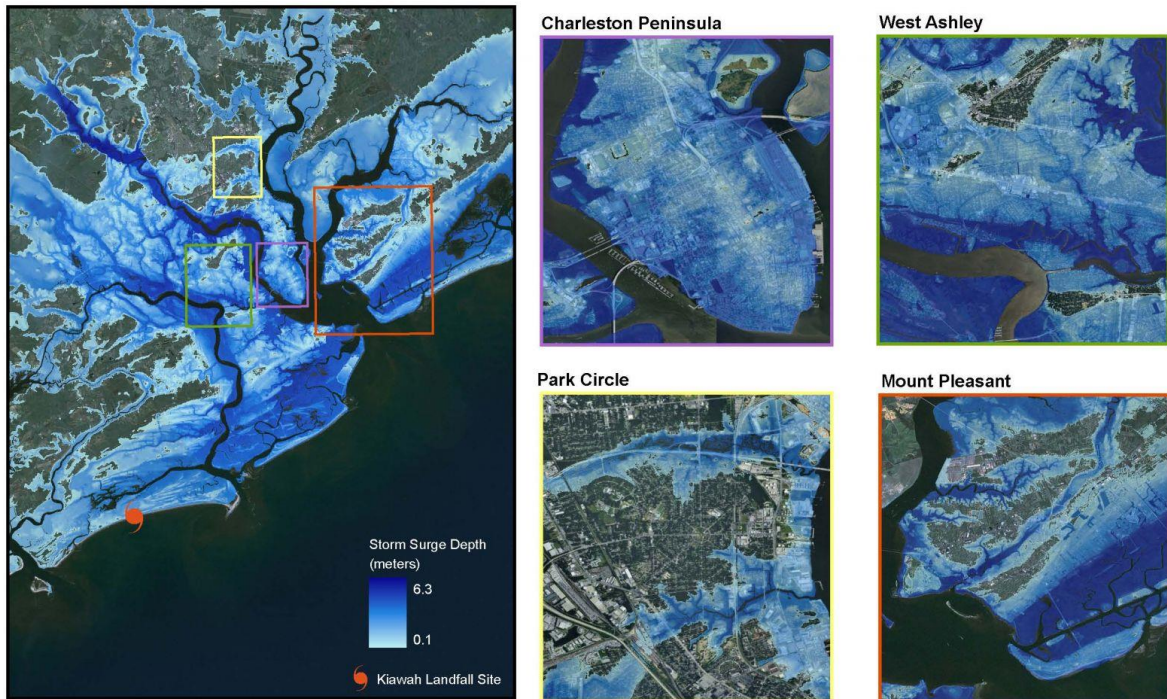 Charleston Peninsula
West Ashley
Park Circle
Mount Pleasant
Storm Surge Depth
(meters)
6.3
0.1
Kiawah Landfall Site